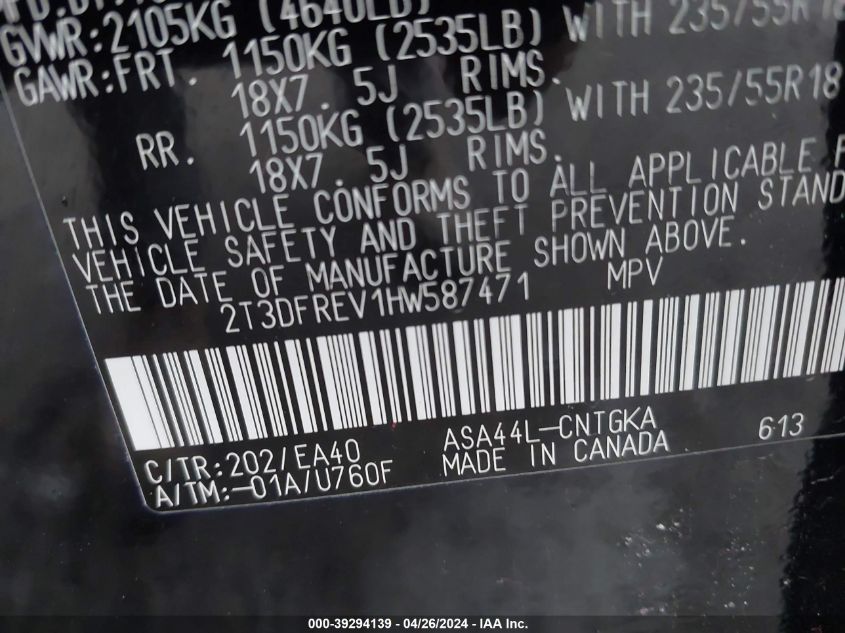 GVWR:2105KG (4640LB)
GAWR:FRT. 1150KG (2535LB) WITH 235/55R18
18X7. 5J RIMS.
RR. 1150KG (2535LB) WITH 235/55R18
18X7. 5J RIMS.
THIS VEHICLE CONFORMS TO ALL APPLICABLE F
VEHICLE SAFETY AND THEFT PREVENTION STAND
THE DATE OF MANUFACTURE SHOWN ABOVE.
2T3DFREV1HW587471 MPV
C/TR:202/EA40 ASA44L-CNTGKA 613
A/TM:-01A/U760F MADE IN CANADA
000-39294139 - 04/26/2024 - IAA Inc.